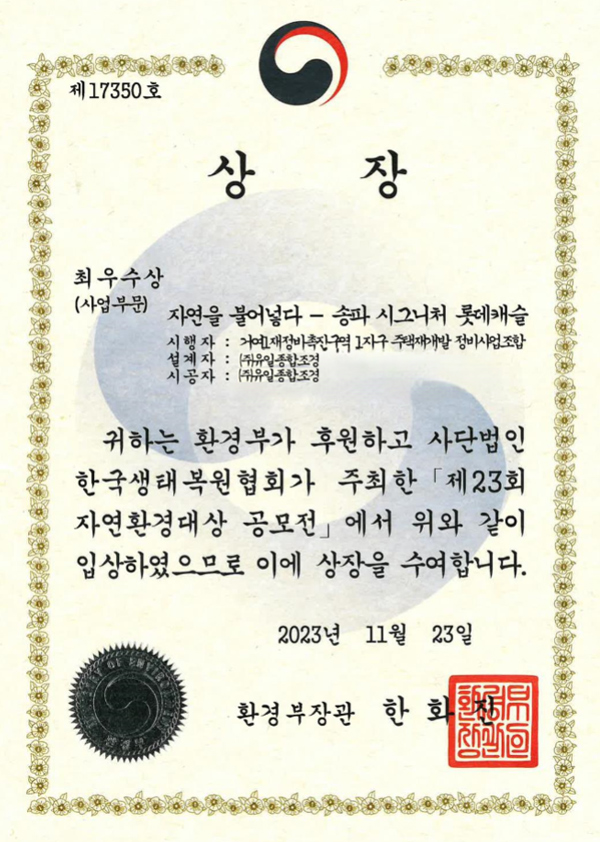 제17350호
상 장
최우수상
(사업부문)
자연을 불어넣다 - 송파 시그니처 롯데캐슬
시행자 : 거여1재정비촉진구역 1지구 주택재개발 정비사업조합
설계자 : (주)유일종합조경
시공자 : (주)유일종합조경
귀하는 환경부가 후원하고 사단법인
한국생태복원협회가 주최한 「제23회
자연환경대상 공모전」에서 위와 같이
입상하였으므로 이에 상장을 수여합니다.
2023년 11월 23일
환경부장관 한화진